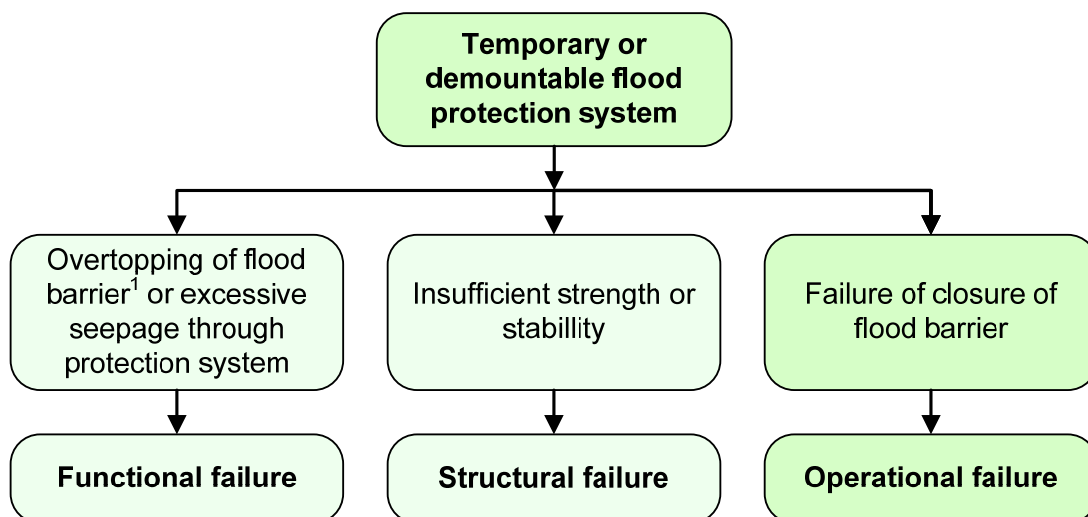 Temporary or
demountable flood
protection system
Overtopping of flood
barrier¹ or excessive
seepage through
protection system
Insufficient strength or
stabillity
Failure of closure of
flood barrier
Functional failure
Structural failure
Operational failure